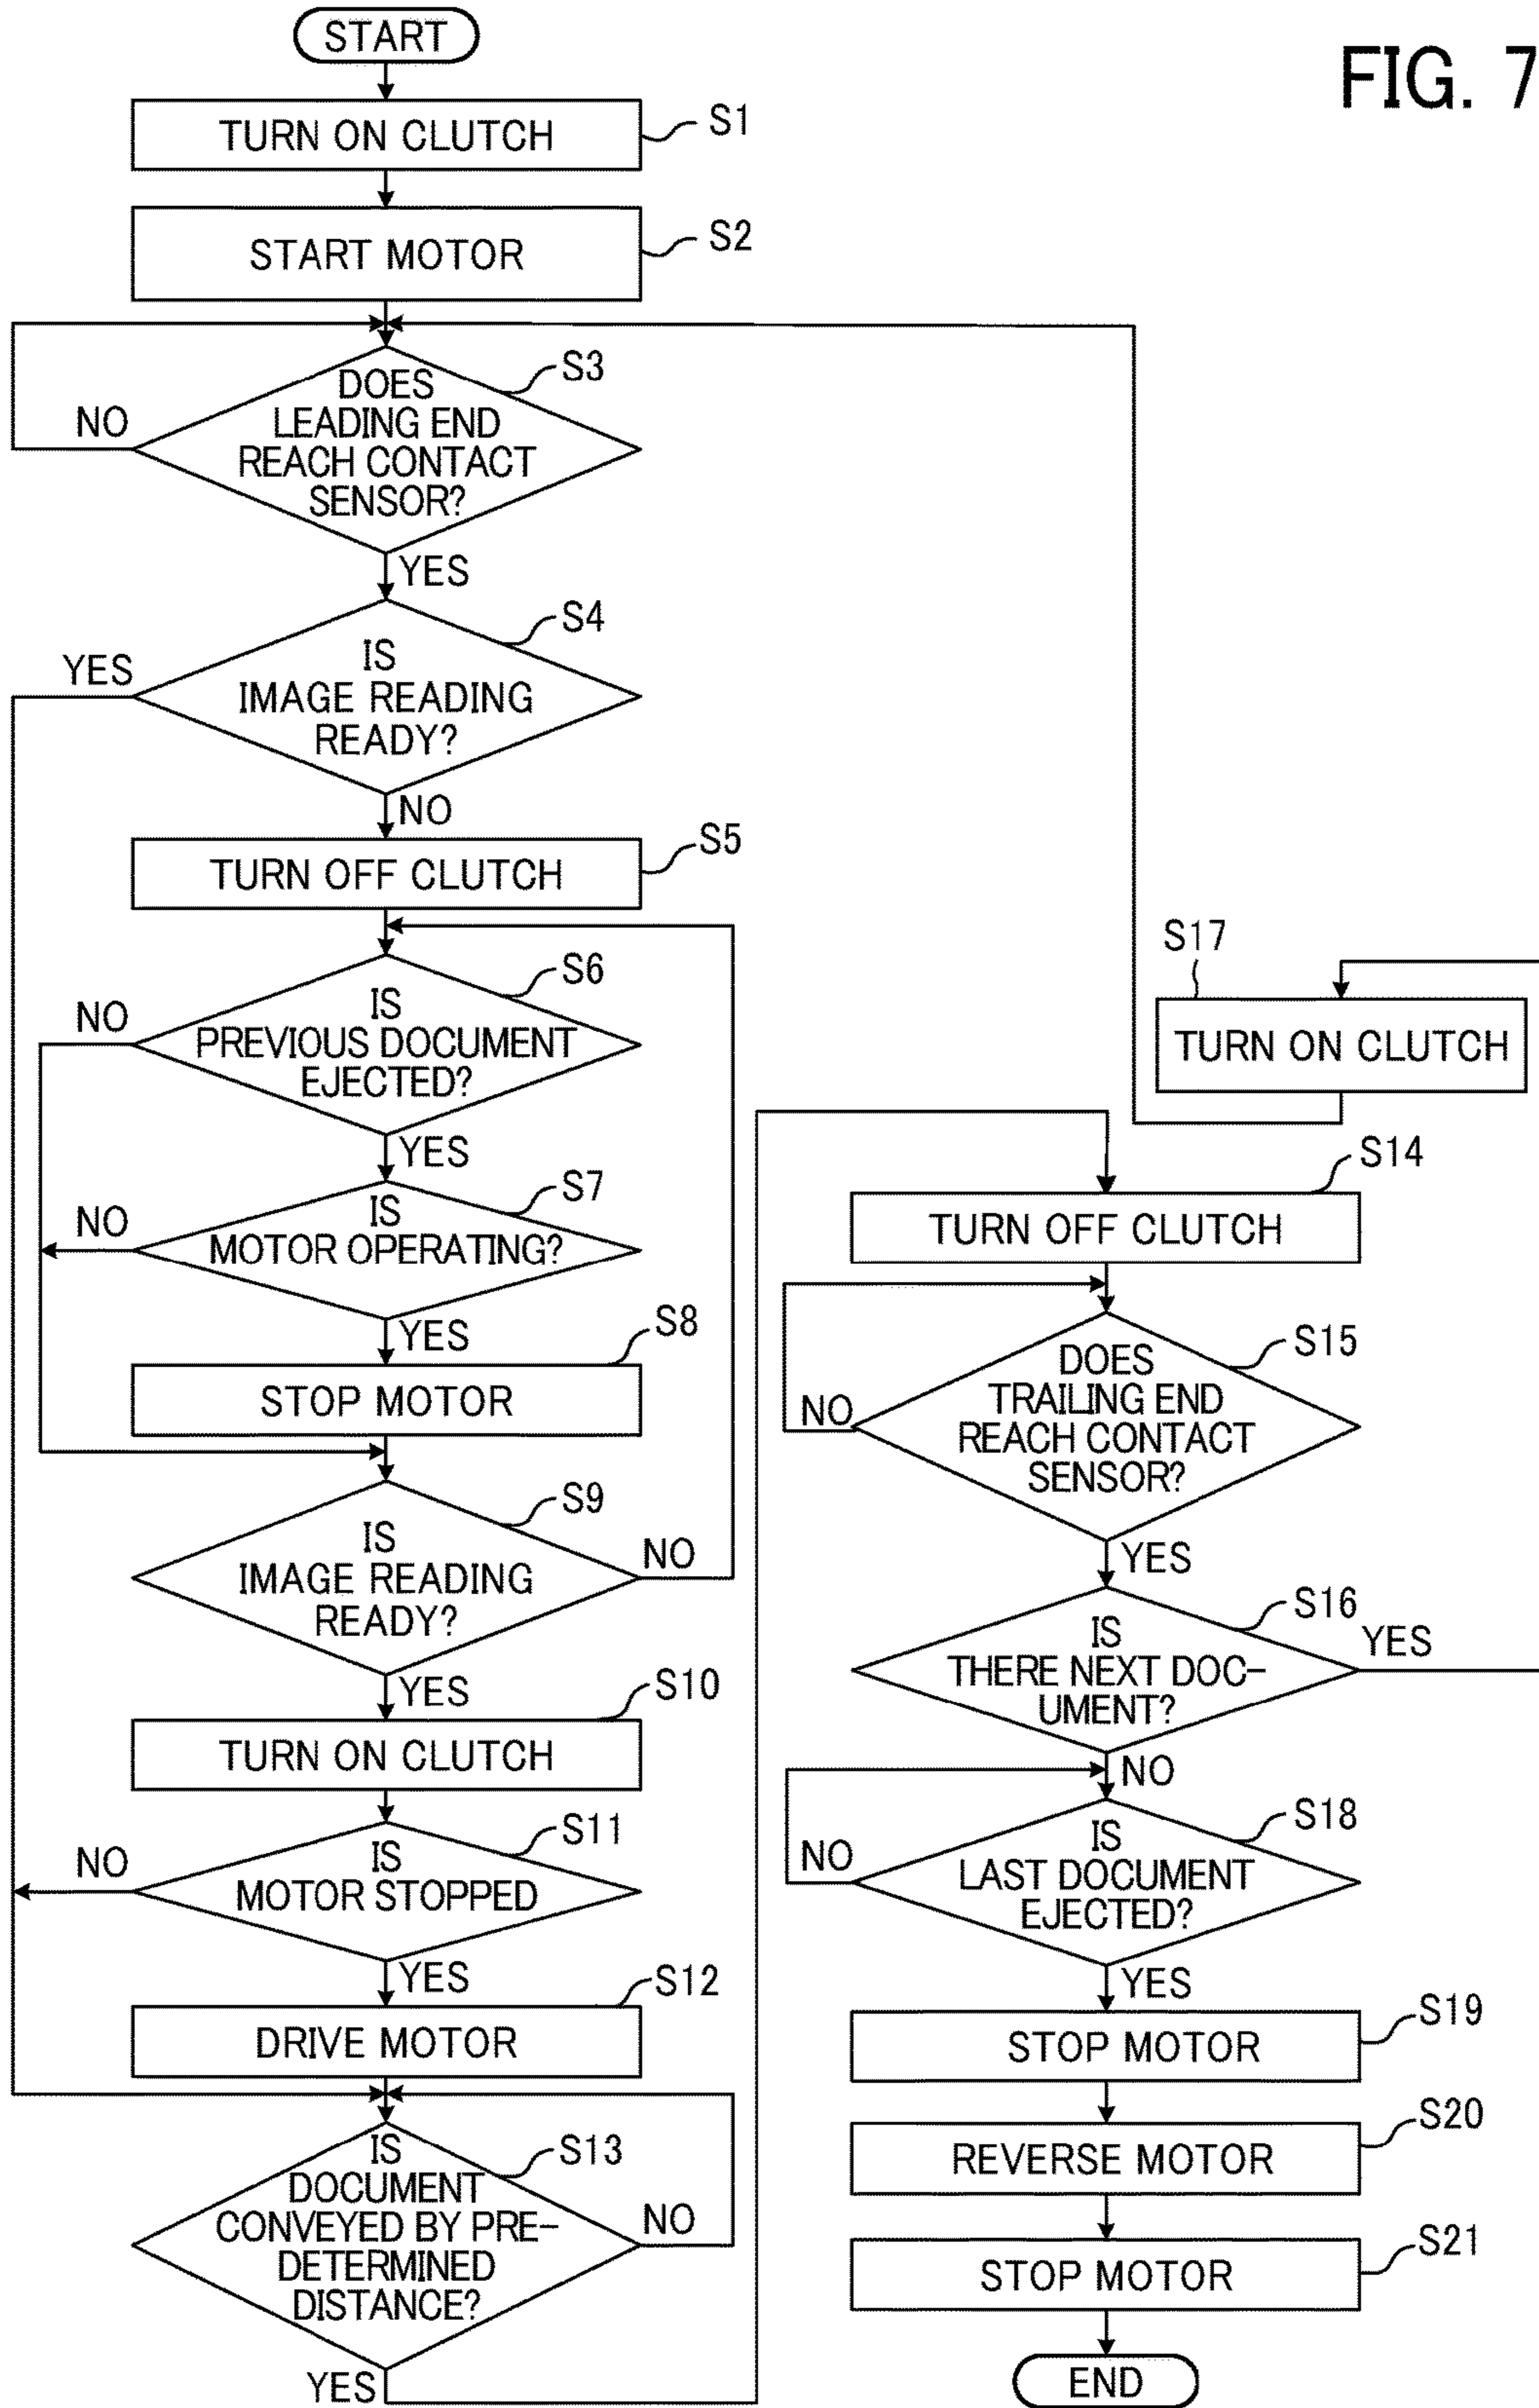 FIG. 7
START
TURN ON CLUTCH
S1
START MOTOR
S2
S3
DOES
LEADING END
REACH CONTACT
SENSOR?
NO
YES
S4
IS
IMAGE READING
READY?
YES
NO
TURN OFF CLUTCH
S5
S6
IS
PREVIOUS DOCUMENT
EJECTED?
NO
YES
S7
IS
MOTOR OPERATING?
NO
YES
S8
STOP MOTOR
S9
IS
IMAGE READING
READY?
NO
YES
S10
TURN ON CLUTCH
S11
IS
MOTOR STOPPED
NO
YES
S12
DRIVE MOTOR
S13
IS
DOCUMENT
CONVEYED BY PRE-
DETERMINED
DISTANCE?
NO
YES
S17
TURN ON CLUTCH
S14
TURN OFF CLUTCH
S15
DOES
TRAILING END
REACH CONTACT
SENSOR?
NO
YES
S16
IS
THERE NEXT DOC-
UMENT?
YES
NO
S18
IS
LAST DOCUMENT
EJECTED?
NO
YES
S19
STOP MOTOR
S20
REVERSE MOTOR
S21
STOP MOTOR
END